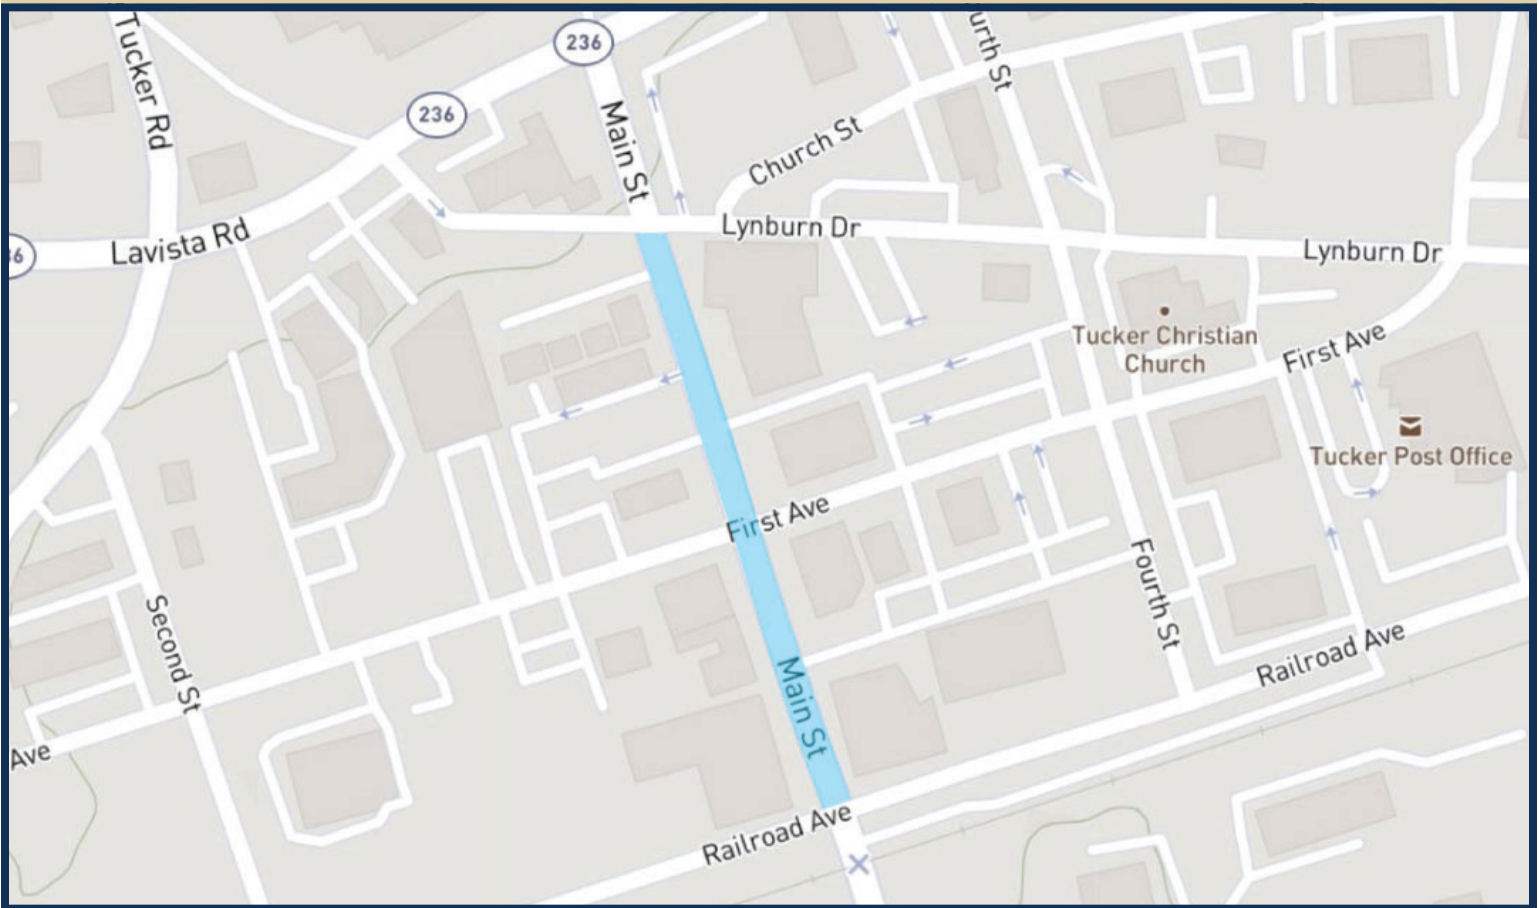 Tucker Rd
236
236
Main St
urth St
Church St
Lavista Rd
36
Lynburn Dr
Lynburn Dr
Tucker Christian
Church
First Ave
Tucker Post Office
First Ave
Fourth St
Second St
Main St
Railroad Ave
Ave
Railroad Ave